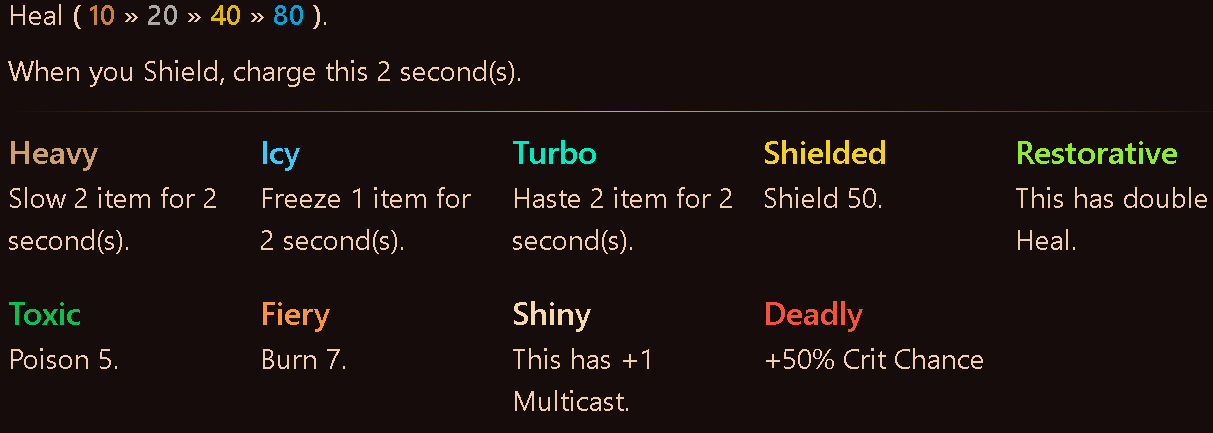 Heal ( 10 » 20 » 40 » 80 ).
When you Shield, charge this 2 second(s).
Heavy
Slow 2 item for 2
second(s).
Icy
Freeze 1 item for
2 second(s).
Turbo
Haste 2 item for 2
second(s).
Shielded
Shield 50.
Restorative
This has double
Heal.
Toxic
Poison 5.
Fiery
Burn 7.
Shiny
This has +1
Multicast.
Deadly
+50% Crit Chance